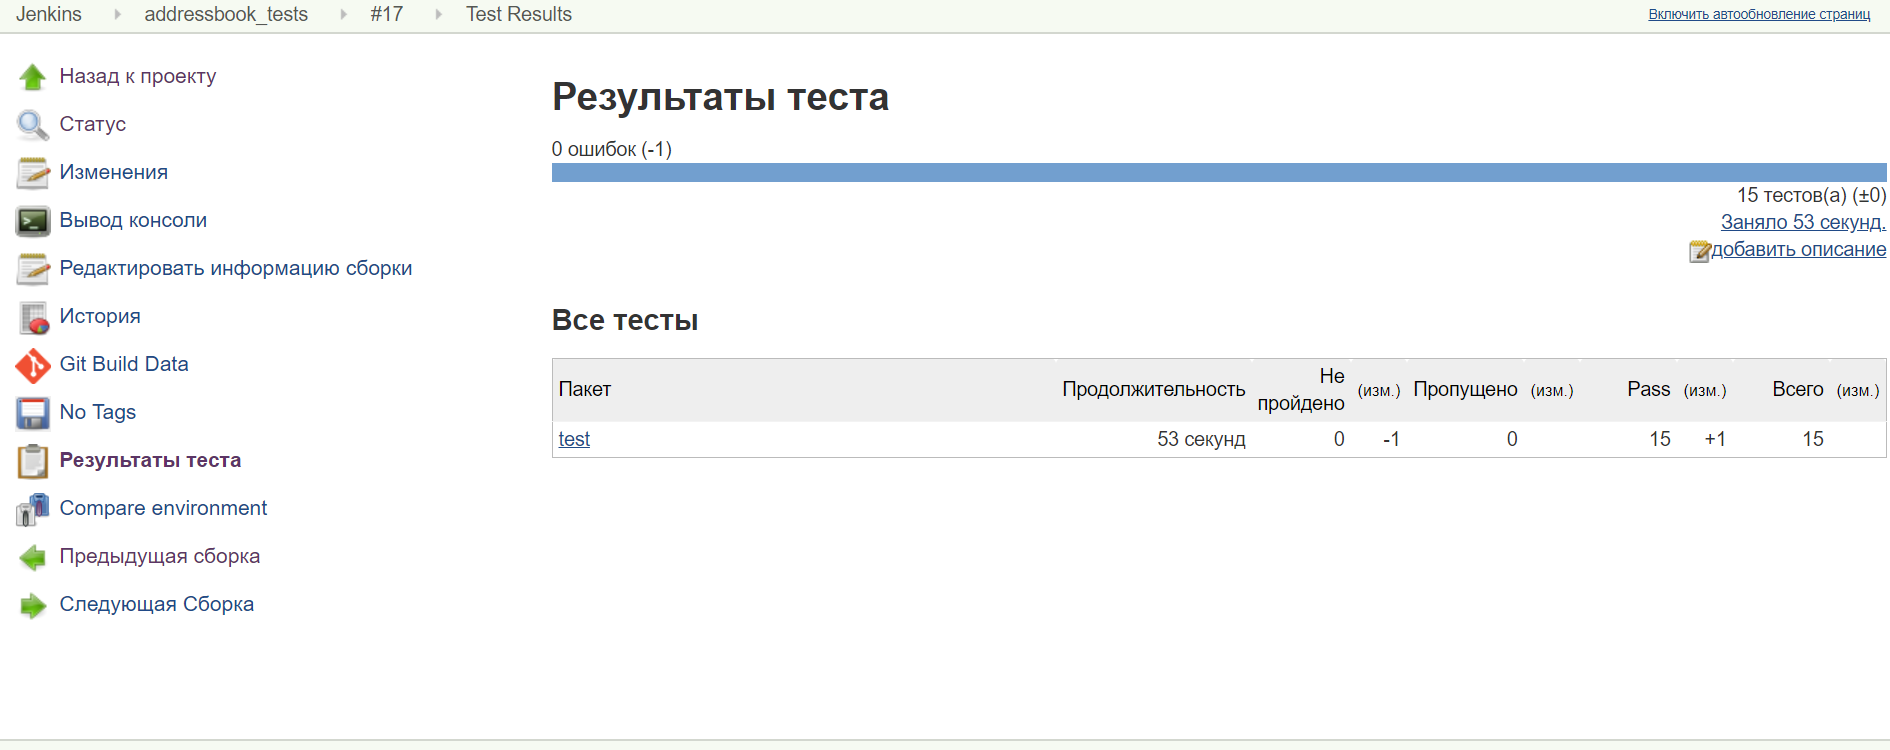 Jenkins addressbook_tests #17 Test Results
Включить автообновление страниц
Назад к проекту
Статус
Изменения
Вывод консоли
Редактировать информацию сборки
История
Git Build Data
No Tags
Результаты теста
Compare environment
Предыдущая сборка
Следующая Сборка
Результаты теста
0 ошибок (-1)
15 тестов(а) (±0)
Заняло 53 секунд.
добавить описание
Все тесты
Пакет Продолжительность Не пройдено (изм.) Пропущено (изм.) Pass (изм.) Всего (изм.)
test 53 секунд 0 -1 0 15 +1 15